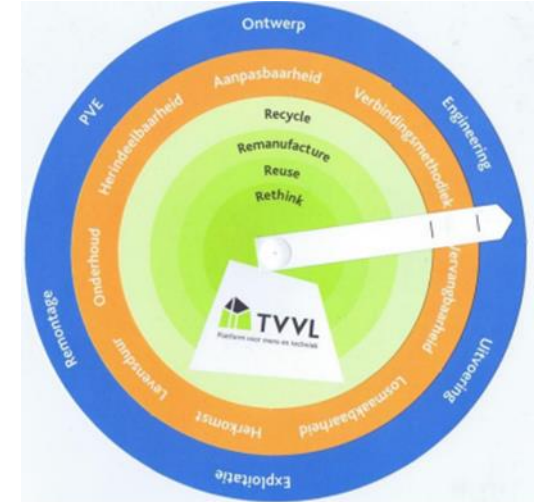 Ontwerp
Engineering
Uitvoering
Exploitatie
Remontage
PVE
Aanpasbaarheid
Verbindingsmethodiek
Vervangbaarheid
Losmaakbaarheid
Herkomst
Levensduur
Onderhoud
Herindeelbaarheid
Recycle
Remanufacture
Reuse
Rethink
TVVL
Platform voor mens en techniek